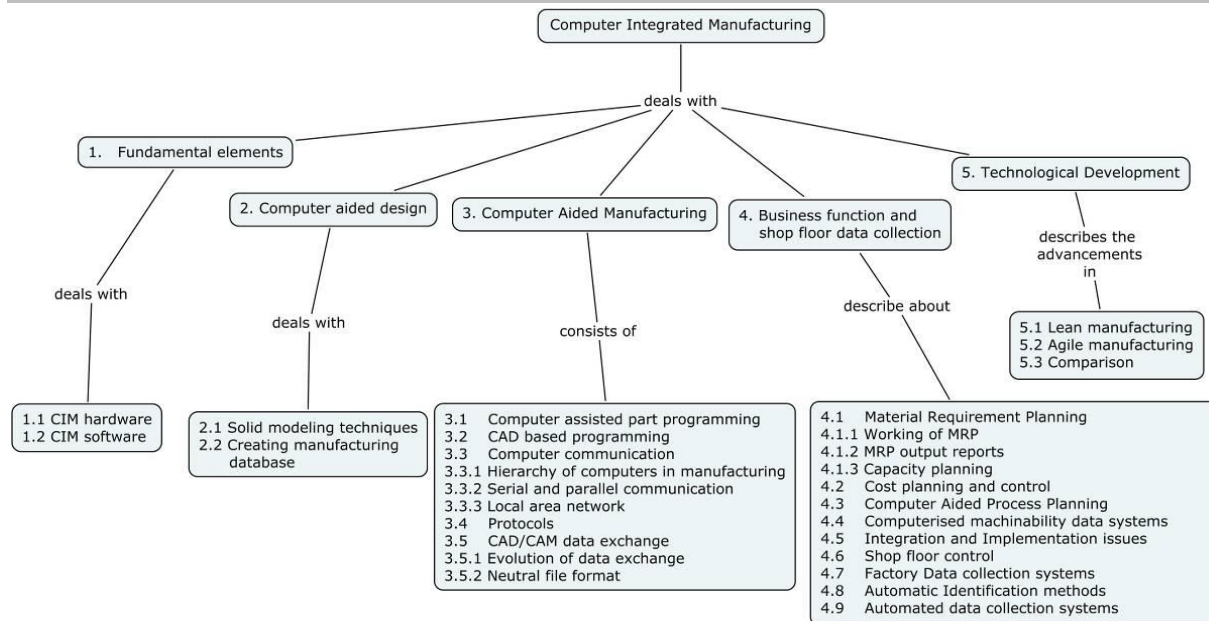 Computer Integrated Manufacturing
deals with
1. Fundamental elements
5. Technological Development
2. Computer aided design
3. Computer Aided Manufacturing
4. Business function and
shop floor data collection
describes the
advancements
in
deals with
deals with
consists of
describe about
5.1 Lean manufacturing
5.2 Agile manufacturing
5.3 Comparison
1.1 CIM hardware
1.2 CIM software
2.1 Solid modeling techniques
2.2 Creating manufacturing
database
3.1 Computer assisted part programming
3.2 CAD based programming
3.3 Computer communication
3.3.1 Hierarchy of computers in manufacturing
3.3.2 Serial and parallel communication
3.3.3 Local area network
3.4 Protocols
3.5 CAD/CAM data exchange
3.5.1 Evolution of data exchange
3.5.2 Neutral file format
4.1 Material Requirement Planning
4.1.1 Working of MRP
4.1.2 MRP output reports
4.1.3 Capacity planning
4.2 Cost planning and control
4.3 Computer Aided Process Planning
4.4 Computerised machinability data systems
4.5 Integration and Implementation issues
4.6 Shop floor control
4.7 Factory Data collection systems
4.8 Automatic Identification methods
4.9 Automated data collection systems